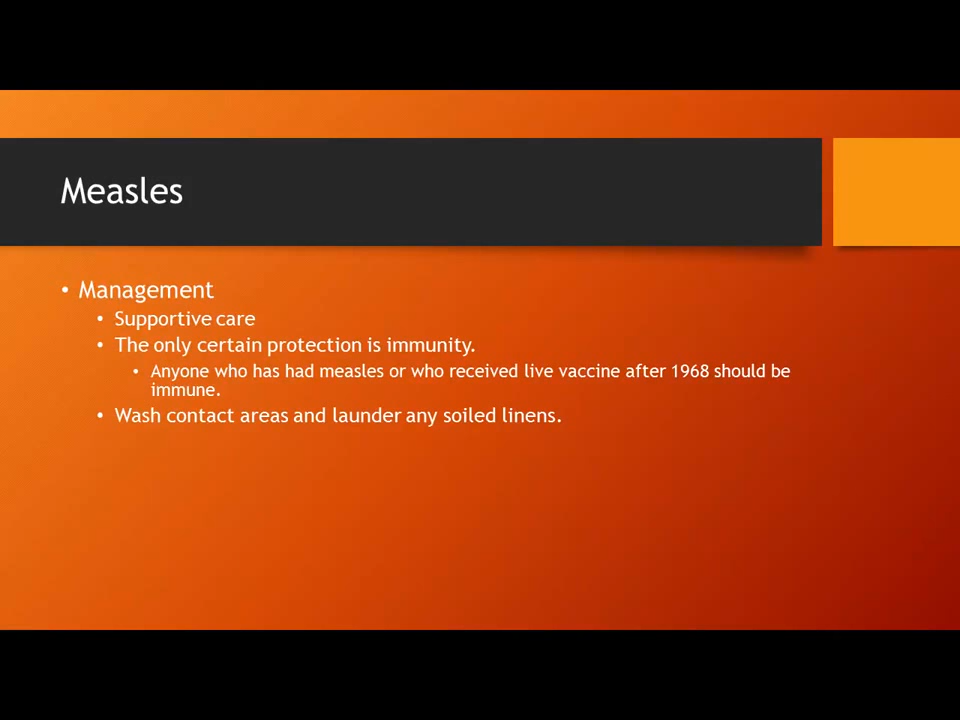 Measles
• Management
• Supportive care
• The only certain protection is immunity.
• Anyone who has had measles or who received live vaccine after 1968 should be
immune.
• Wash contact areas and launder any soiled linens.